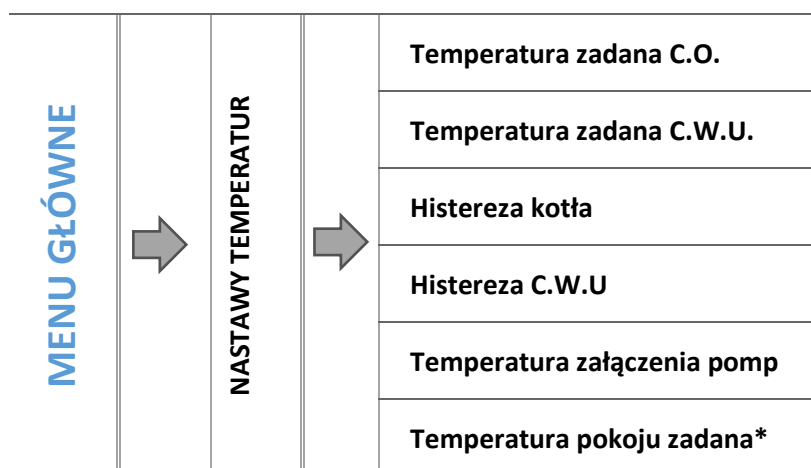 MENU GŁÓWNE
NASTAWY TEMPERATUR
Temperatura zadana C.O.
Temperatura zadana C.W.U.
Histereza kotła
Histereza C.W.U
Temperatura załączenia pomp
Temperatura pokoju zadana*